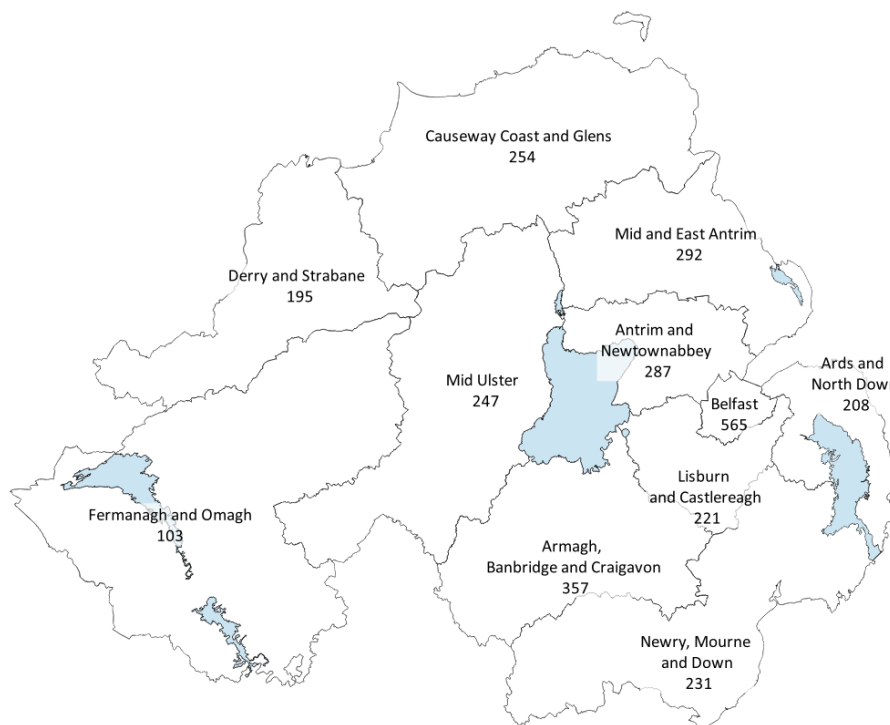 Causeway Coast and Glens
254
Mid and East Antrim
292
Derry and Strabane
195
Antrim and
Newtownabbey
287
Mid Ulster
247
Ards and
North Down
208
Belfast
565
Lisburn
and Castlereagh
221
Fermanagh and Omagh
103
Armagh,
Banbridge and Craigavon
357
Newry, Mourne
and Down
231